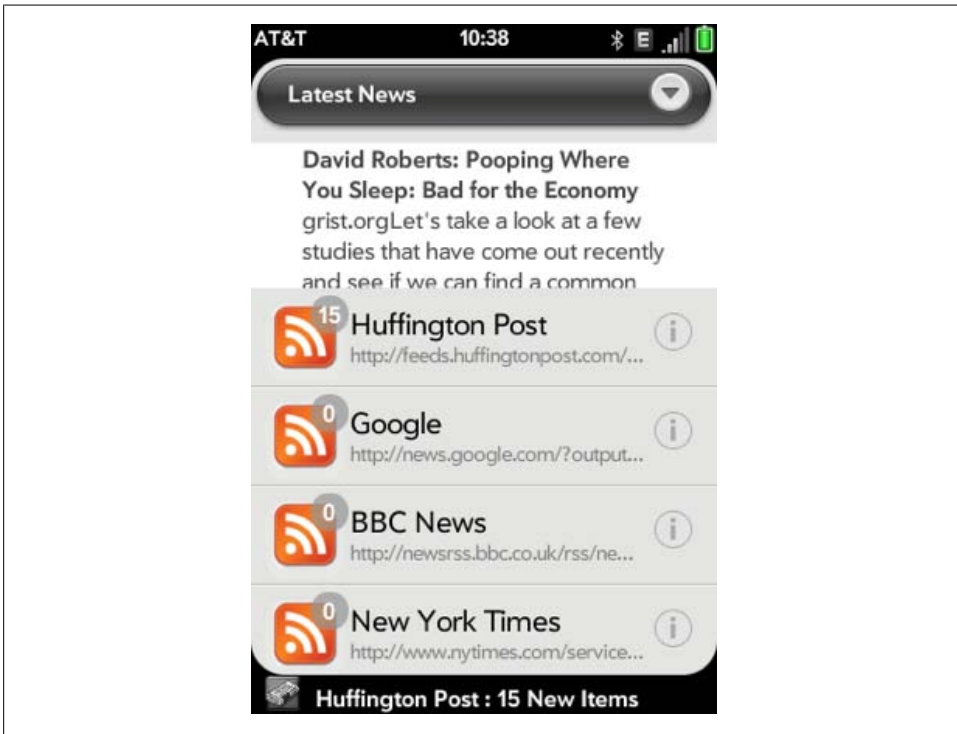 AT&T 10:38 E
Latest News
David Roberts: Pooping Where
You Sleep: Bad for the Economy
grist.orgLet's take a look at a few
studies that have come out recently
and see if we can find a common
15
Huffington Post
http://feeds.huffingtonpost.com/...
0
Google
http://news.google.com/?output...
0
BBC News
http://newsrss.bbc.co.uk/rss/ne...
0
New York Times
http://www.nytimes.com/service...
Huffington Post : 15 New Items